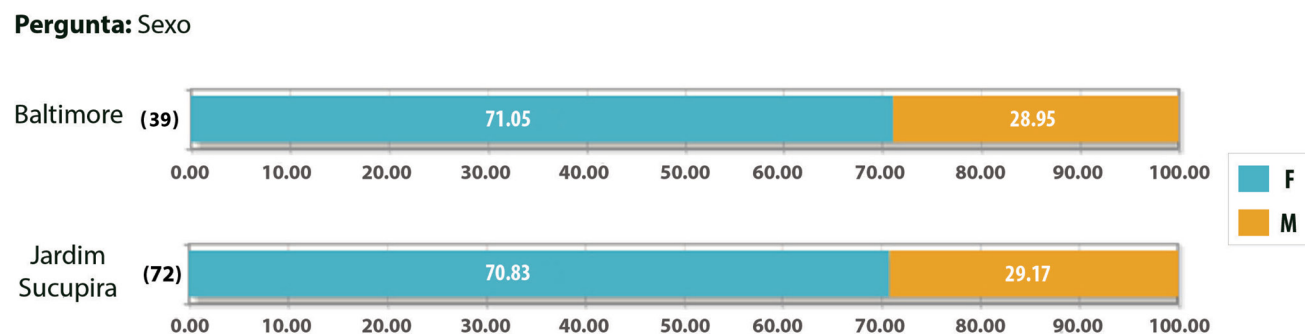 Pergunta: Sexo
Baltimore (39) 71.05 28.95
0.00 10.00 20.00 30.00 40.00 50.00 60.00 70.00 80.00 90.00 100.00
F
M
Jardim Sucupira (72) 70.83 29.17
0.00 10.00 20.00 30.00 40.00 50.00 60.00 70.00 80.00 90.00 100.00